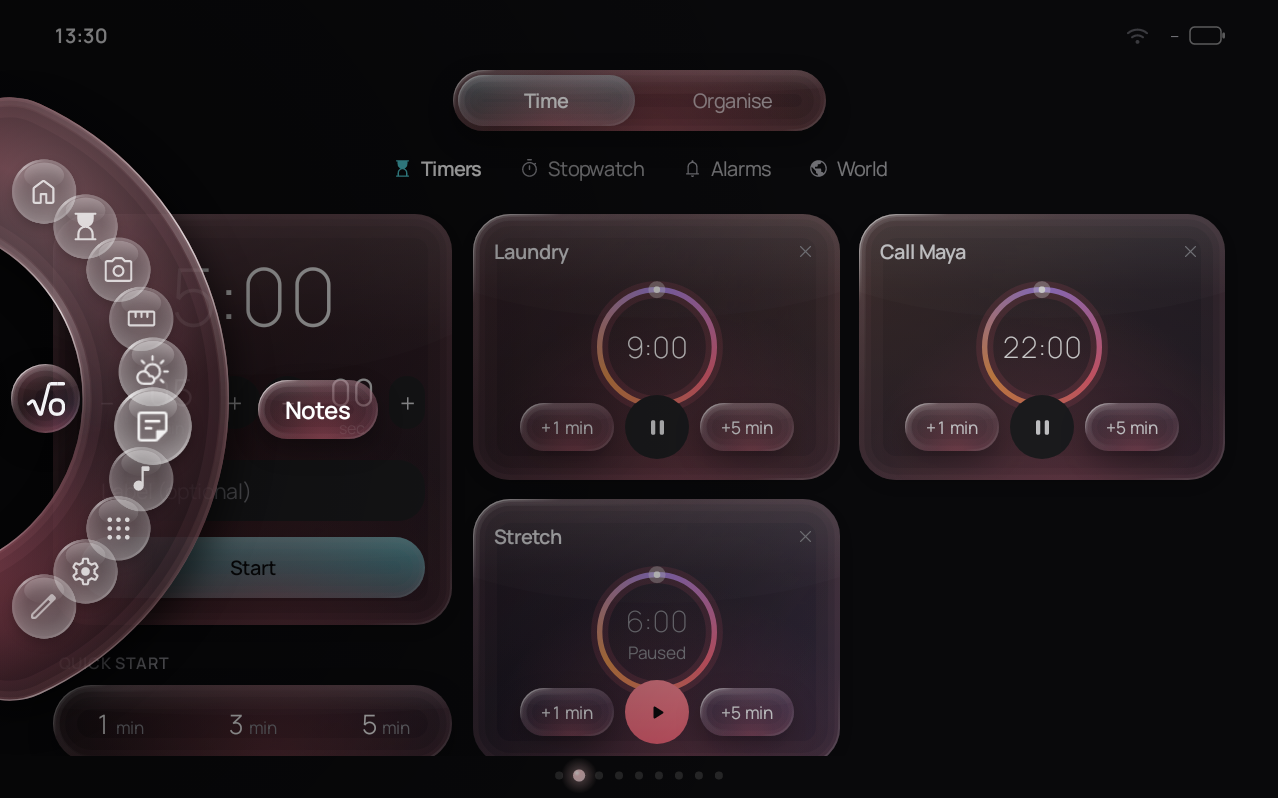 13:30
Time
Organise
Timers
Stopwatch
Alarms
World
5:00
Laundry
9:00
+1 min
+5 min
Call Maya
22:00
+1 min
+5 min
00
sec
Notes
Start
Stretch
6:00
Paused
+1 min
+5 min
QUICK START
1 min
3 min
5 min